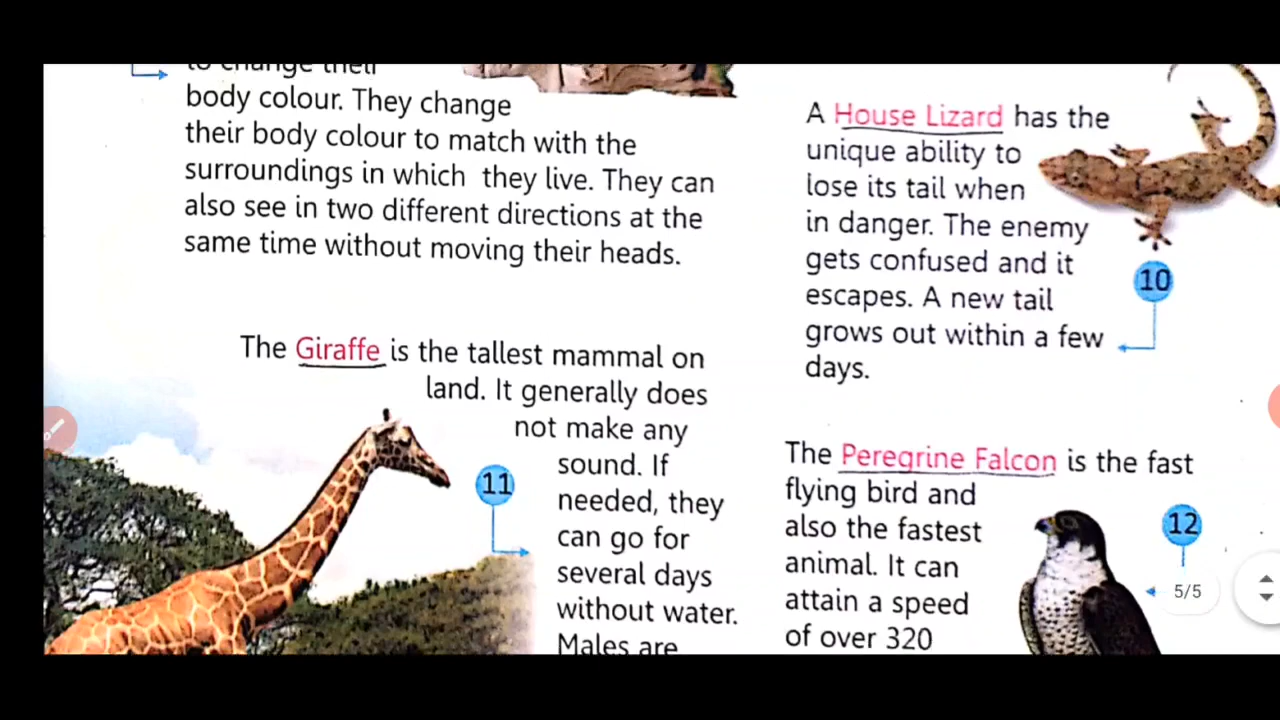 to change their
body colour. They change
their body colour to match with the
surroundings in which they live. They can
also see in two different directions at the
same time without moving their heads.
The Giraffe is the tallest mammal on
land. It generally does
not make any
sound. If
needed, they
can go for
several days
without water.
Males are
11
A House Lizard has the
unique ability to
lose its tail when
in danger. The enemy
gets confused and it
escapes. A new tail
grows out within a few
days.
10
The Peregrine Falcon is the fast
flying bird and
also the fastest
animal. It can
attain a speed
of over 320
12
5/5